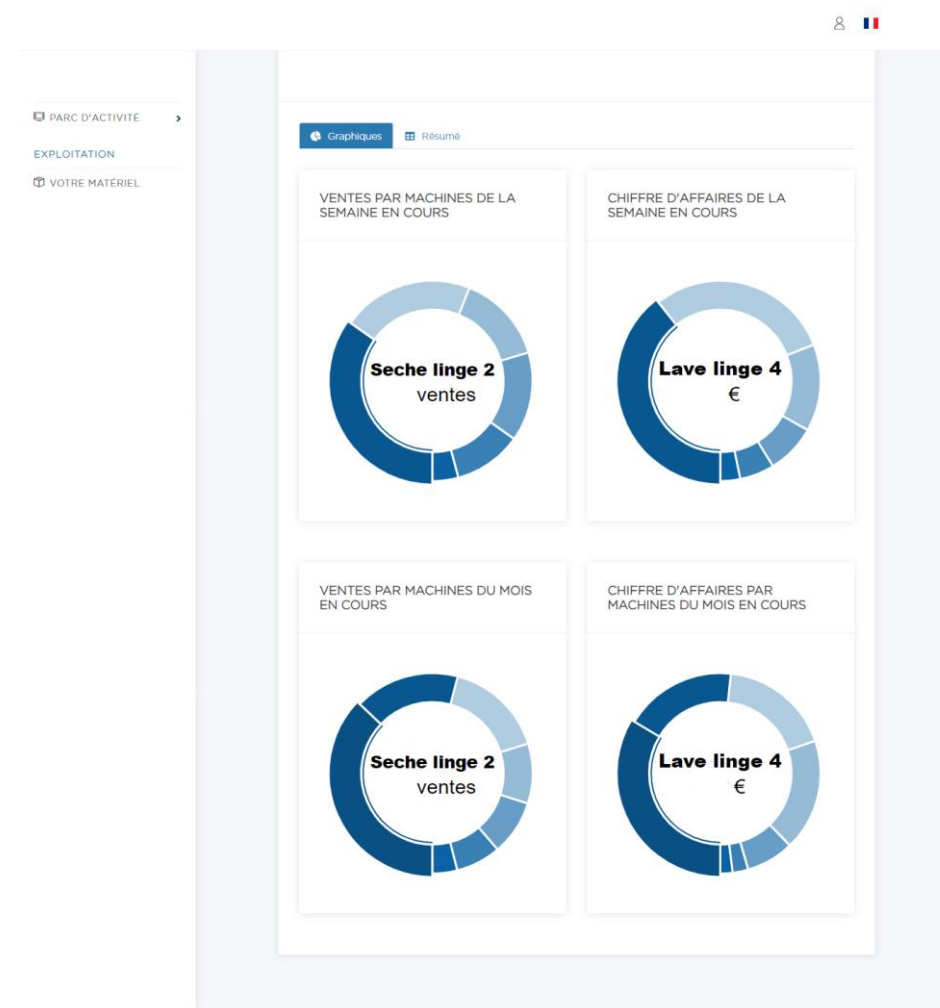 PARC D'ACTIVITÉ
EXPLOITATION
VOTRE MATÉRIEL
Graphiques
Résumé
VENTES PAR MACHINES DE LA
SEMAINE EN COURS
Seche linge 2
ventes
CHIFFRE D'AFFAIRES DE LA
SEMAINE EN COURS
Lave linge 4
€
VENTES PAR MACHINES DU MOIS
EN COURS
Seche linge 2
ventes
CHIFFRE D'AFFAIRES PAR
MACHINES DU MOIS EN COURS
Lave linge 4
€